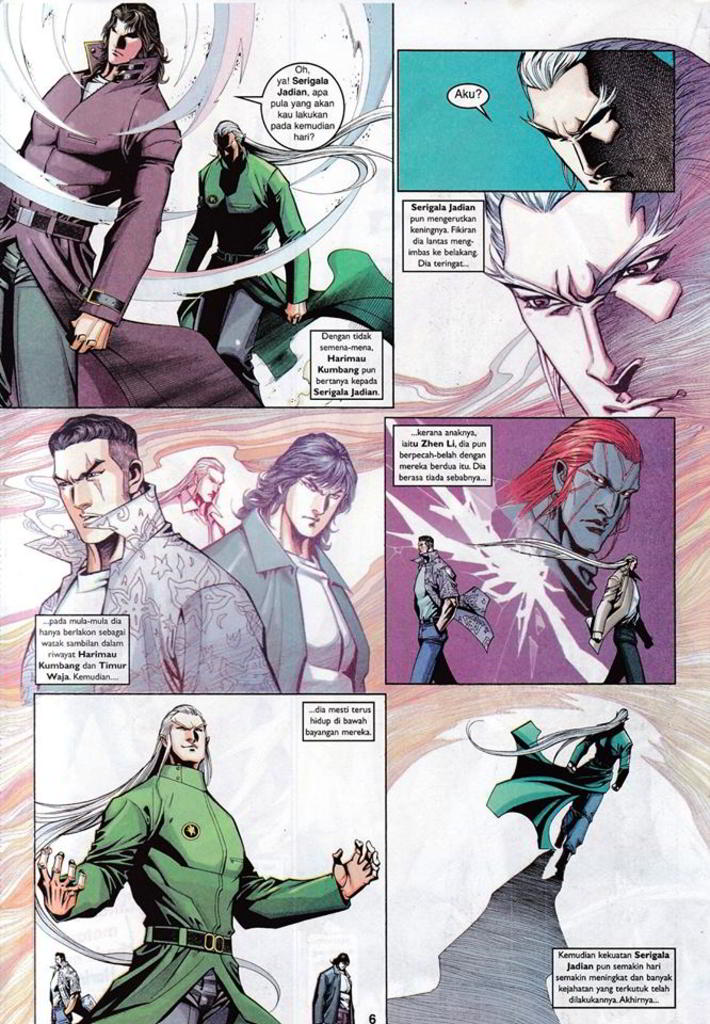 Oh,
ya! Serigala
Jadian, apa
pula yang akan
kau lakukan
pada kemudian
hari?
Dengan tidak
semena-mena,
Harimau
Kumbang pun
bertanya kepada
Serigala Jadian.
Aku?
Serigala Jadian
pun mengerutkan
keningnya. Fikiran
dia lantas meng-
imbas ke belakang.
Dia teringat...
...pada mula-mula dia
hanya berlakon sebagai
watak sambilan dalam
riwayat Harimau
Kumbang dan Timur
Waja. Kemudian....
...kerana anaknya,
iaitu Zhen Li, dia pun
berpecah-belah dengan
mereka berdua itu. Dia
berasa tiada sebabnya...
...dia mesti terus
hidup di bawah
bayangan mereka.
Kemudian kekuatan Serigala
Jadian pun semakin hari
semakin meningkat dan banyak
kejahatan yang terkutuk telah
dilakukannya. Akhirnya...
6